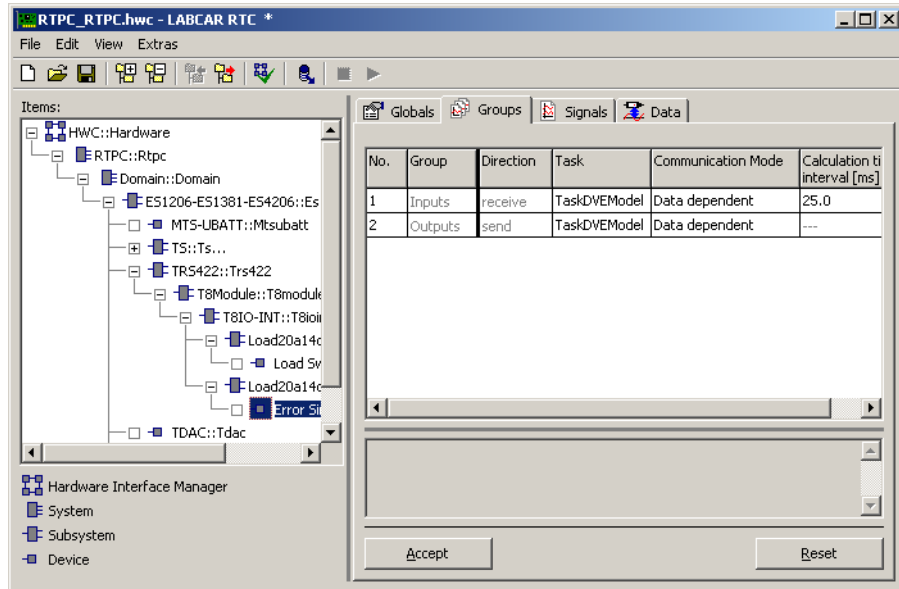 RTPC_RTPC.hwc - LABCAR RTC *
File Edit View Extras
Items:
HWC::Hardware
RTPC::Rtpc
Domain::Domain
ES1206-ES1381-ES4206::Es
MTS-UBATT::Mtsubatt
TS::Ts...
TRS422::Trs422
T8Module::T8module
T8IO-INT::T8ioi
Load20a14c
Load Sw
Load20a14c
Error Si
TDAC::Tdac
Hardware Interface Manager
System
Subsystem
Device
Globals Groups Signals Data
No. Group Direction Task Communication Mode Calculation ti
interval [ms]
1 Inputs receive TaskDVEModel Data dependent 25.0
2 Outputs send TaskDVEModel Data dependent ---
Accept Reset